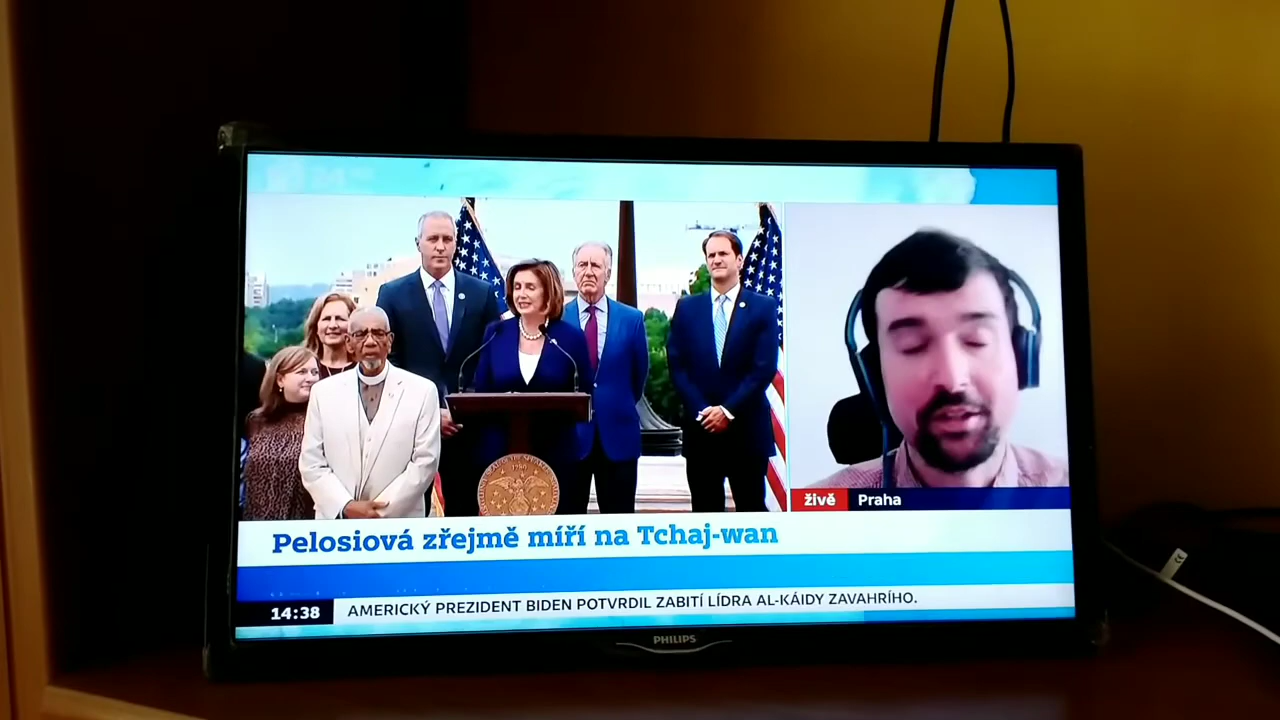 živě Praha
Pelosiová zřejmě míří na Tchaj-wan
14:38 AMERICKÝ PREZIDENT BIDEN POTVRDIL ZABITÍ LÍDRA AL-KÁIDY ZAVAHRÍHO.
PHILIPS